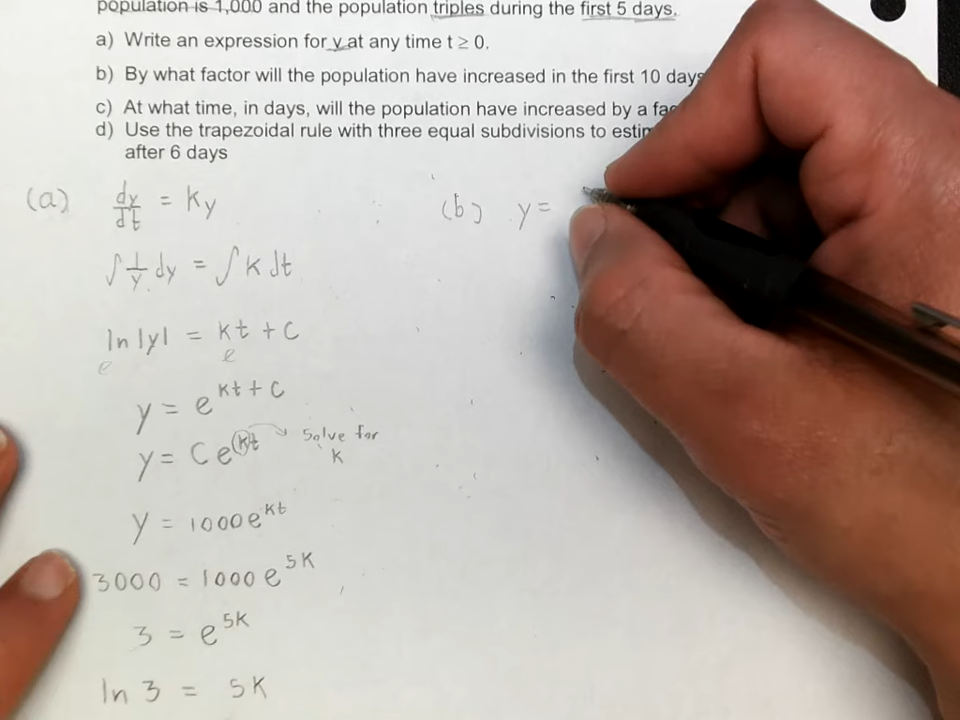 population is 1,000 and the population triples during the first 5 days.
a) Write an expression for y at any time t ≥ 0.
b) By what factor will the population have increased in the first 10 days
c) At what time, in days, will the population have increased by a
d) Use the trapezoidal rule with three equal subdivisions to
after 6 days
(a) dy/dt = Ky
∫ 1/y dy = ∫ K dt
ln |y| = Kt + C
e e
y = e^(Kt + C)
y = C e^(Kt) → Solve for
K
y = 1000e^(Kt)
3000 = 1000 e^(5K)
3 = e^(5K)
ln 3 = 5K
(b) y =